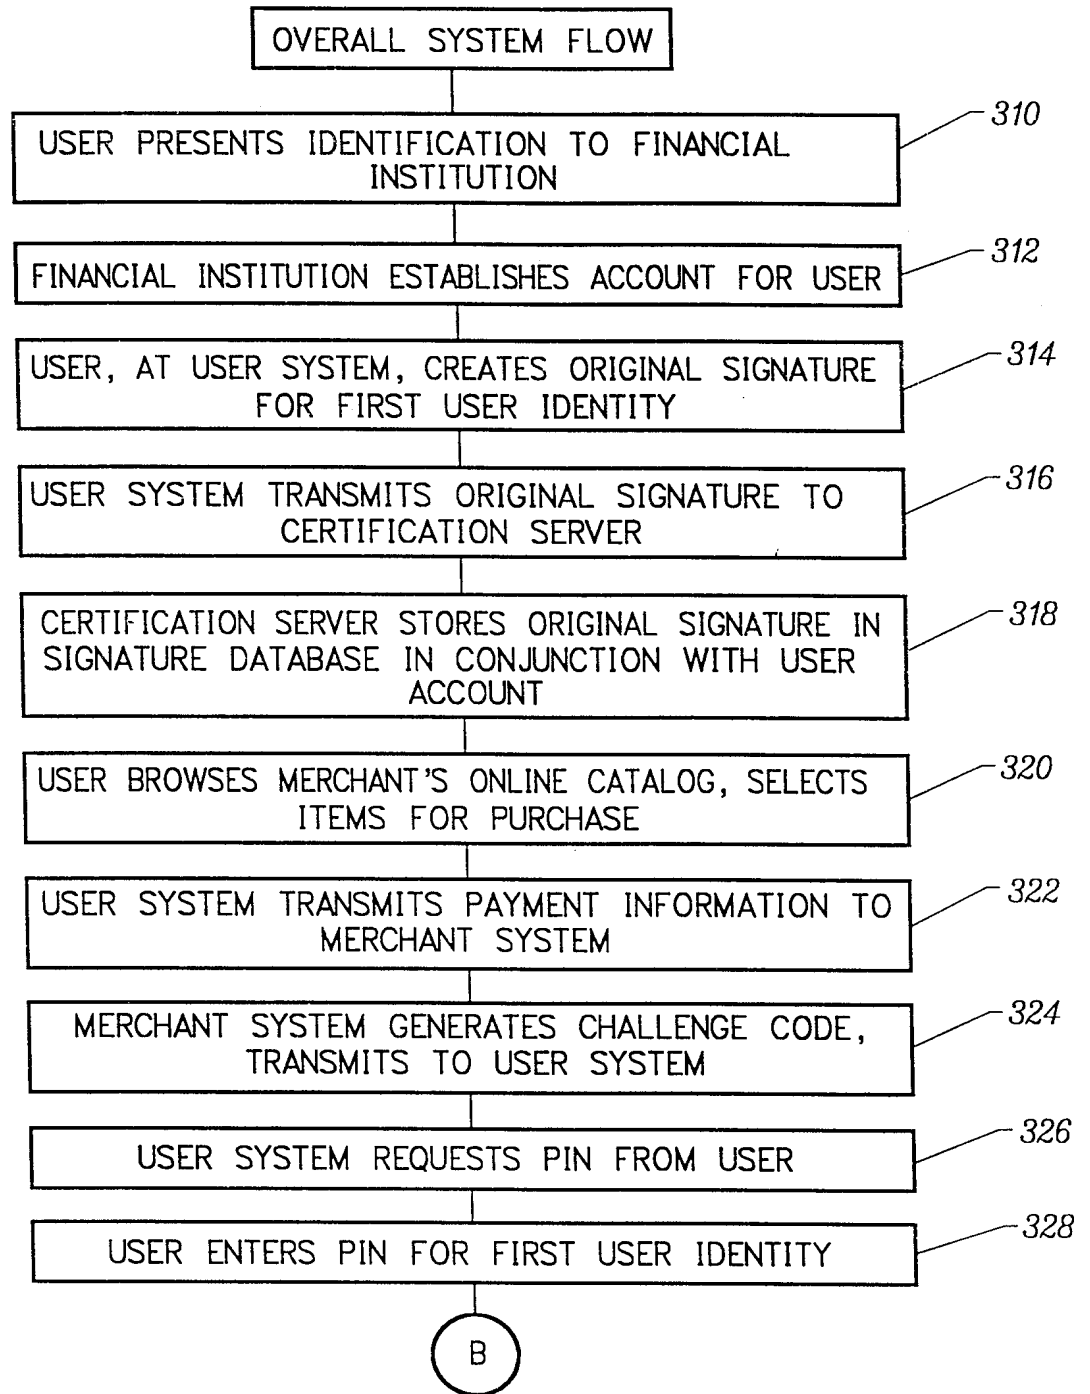 OVERALL SYSTEM FLOW
310
USER PRESENTS IDENTIFICATION TO FINANCIAL
INSTITUTION
312
FINANCIAL INSTITUTION ESTABLISHES ACCOUNT FOR USER
314
USER, AT USER SYSTEM, CREATES ORIGINAL SIGNATURE
FOR FIRST USER IDENTITY
316
USER SYSTEM TRANSMITS ORIGINAL SIGNATURE TO
CERTIFICATION SERVER
318
CERTIFICATION SERVER STORES ORIGINAL SIGNATURE IN
SIGNATURE DATABASE IN CONJUNCTION WITH USER
ACCOUNT
320
USER BROWSES MERCHANT'S ONLINE CATALOG, SELECTS
ITEMS FOR PURCHASE
322
USER SYSTEM TRANSMITS PAYMENT INFORMATION TO
MERCHANT SYSTEM
324
MERCHANT SYSTEM GENERATES CHALLENGE CODE,
TRANSMITS TO USER SYSTEM
326
USER SYSTEM REQUESTS PIN FROM USER
328
USER ENTERS PIN FOR FIRST USER IDENTITY
B